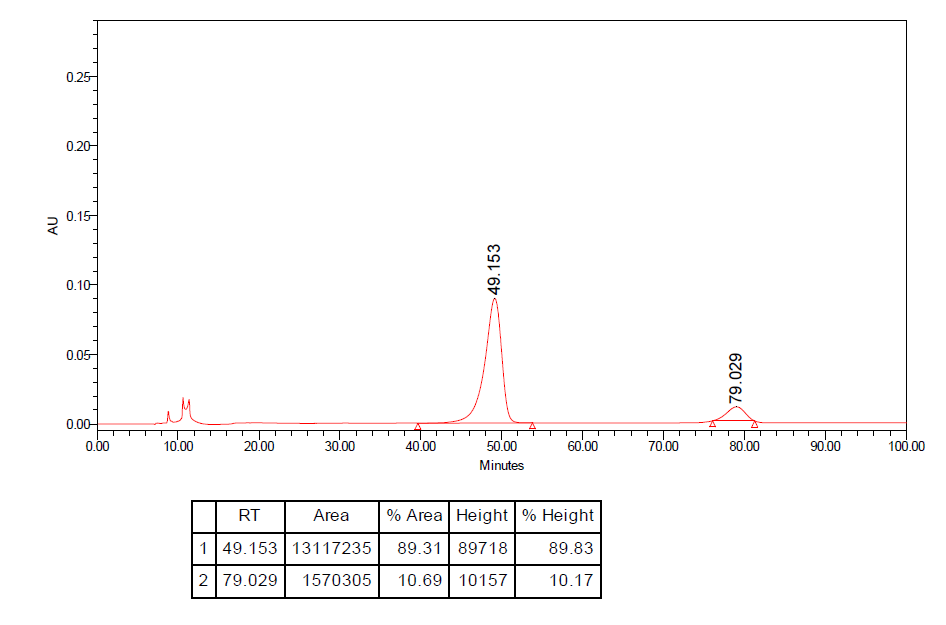 0.25
0.20
0.15
AU
0.10
0.05
0.00
49.153
79.029
0.00 10.00 20.00 30.00 40.00 50.00 60.00 70.00 80.00 90.00 100.00
Minutes
RT Area % Area Height % Height
1 49.153 13117235 89.31 89718 89.83
2 79.029 1570305 10.69 10157 10.17